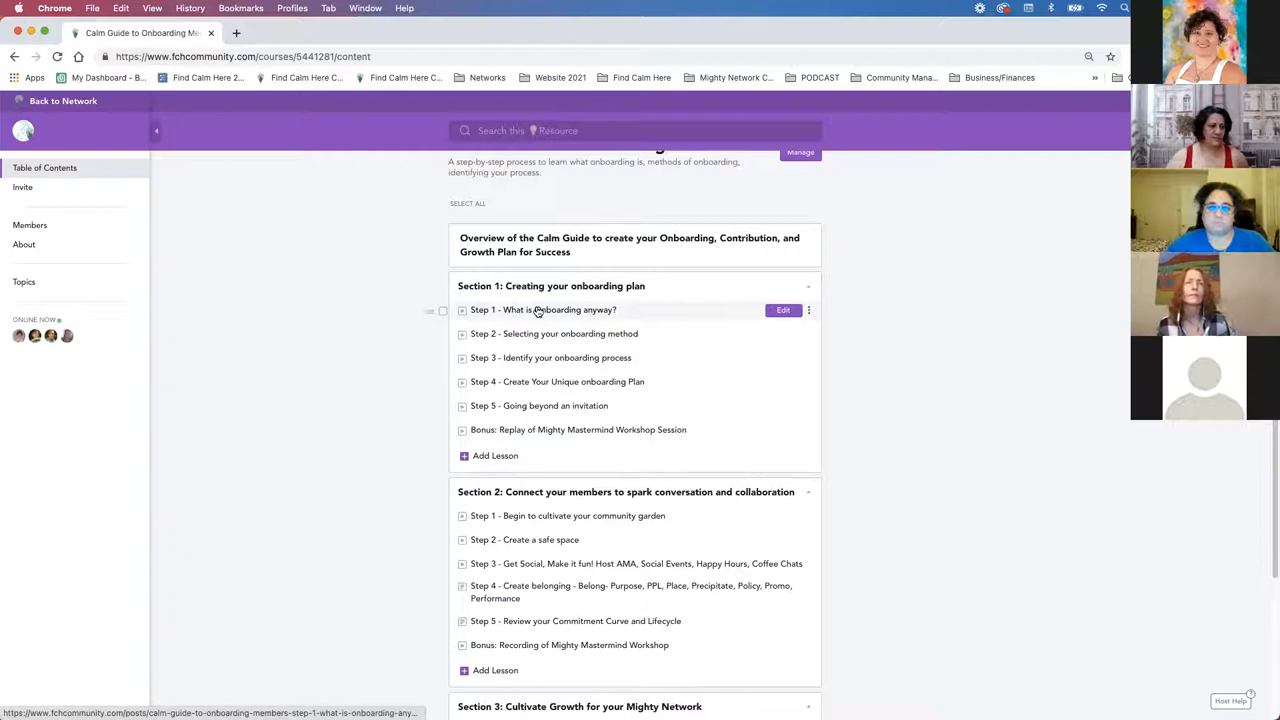 Chrome File Edit View History Bookmarks Profiles Tab Window Help
Calm Guide to Onboarding Me
https://www.fchcommunity.com/courses/5441281/content
Apps My Dashboard - B... Find Calm Here 2... Find Calm Here C... Find Calm Here C... Networks Website 2021 Find Calm Here Mighty Network C... PODCAST Community Mana... Business/Finances »
Back to Network
Search this Resource
Table of Contents
Invite
Members
About
Topics
ONLINE NOW
Manage
A step-by-step process to learn what onboarding is, methods of onboarding,
identifying your process.
SELECT ALL
Overview of the Calm Guide to create your Onboarding, Contribution, and
Growth Plan for Success
Section 1: Creating your onboarding plan
Step 1 - What is onboarding anyway?
Edit
Step 2 - Selecting your onboarding method
Step 3 - Identify your onboarding process
Step 4 - Create Your Unique onboarding Plan
Step 5 - Going beyond an invitation
Bonus: Replay of Mighty Mastermind Workshop Session
Add Lesson
Section 2: Connect your members to spark conversation and collaboration
Step 1 - Begin to cultivate your community garden
Step 2 - Create a safe space
Step 3 - Get Social, Make it fun! Host AMA, Social Events, Happy Hours, Coffee Chats
Step 4 - Create belonging - Belong- Purpose, PPL, Place, Precipitate, Policy, Promo,
Performance
Step 5 - Review your Commitment Curve and Lifecycle
Bonus: Recording of Mighty Mastermind Workshop
Add Lesson
Section 3: Cultivate Growth for your Mighty Network
Host Help
?
https://www.fchcommunity.com/posts/calm-guide-to-onboarding-members-step-1-what-is-onboarding-any...